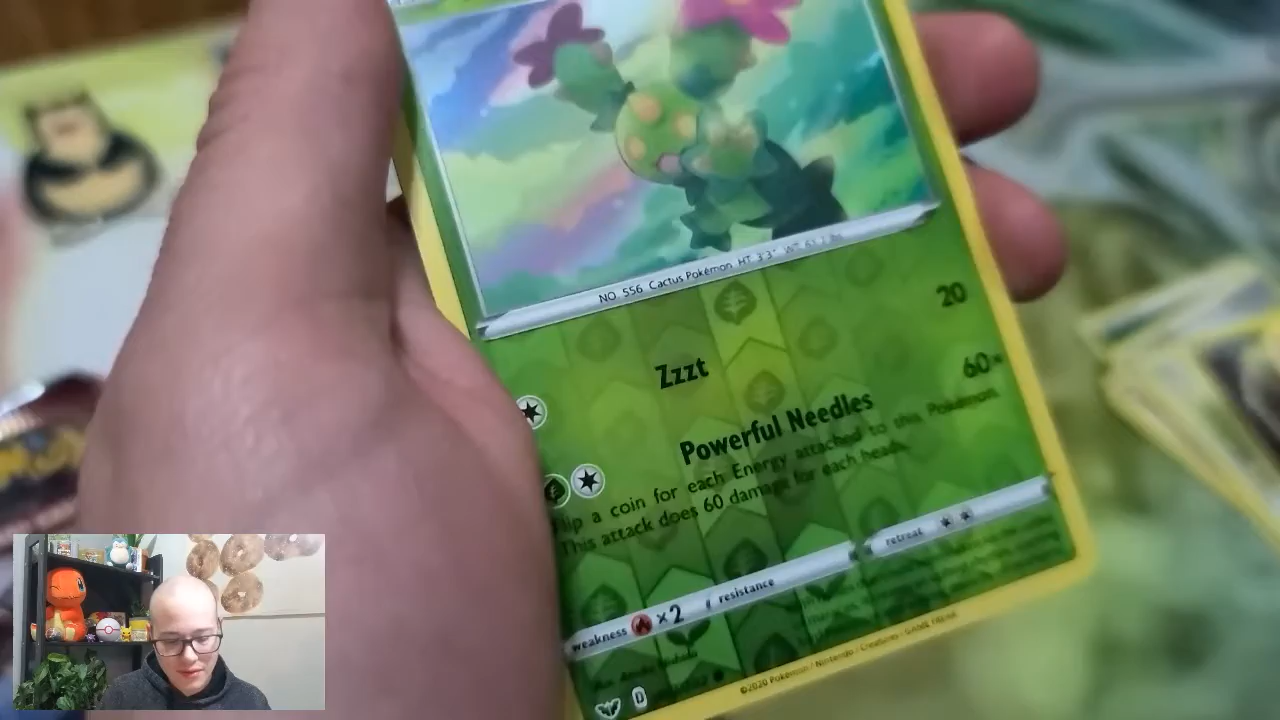 NO. 556 Cactus Pokémon HT 3'3" WT
Zzzt 20
Powerful Needles 60×
Flip a coin for each Energy attached to this Pokémon.
This attack does 60 damage for each heads.
weakness ×2 resistance retreat
D
©2020 Pokémon / Nintendo / Creatures / GAME FREAK